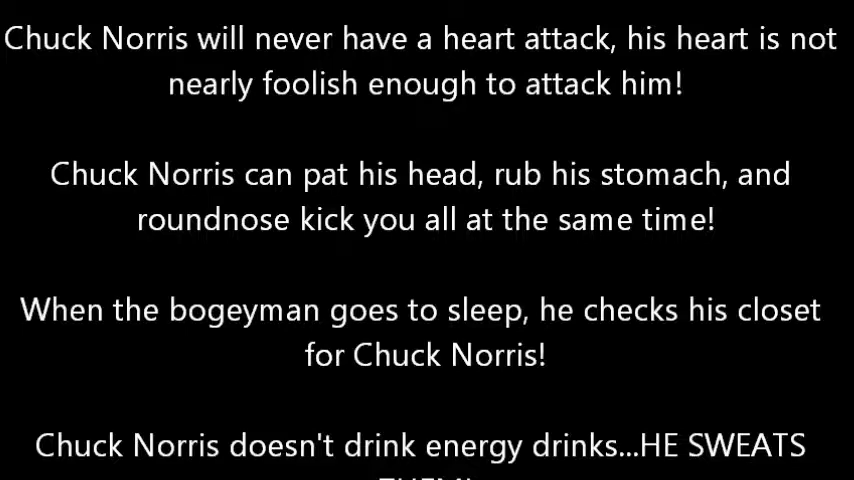 Chuck Norris will never have a heart attack, his heart is not
nearly foolish enough to attack him!
Chuck Norris can pat his head, rub his stomach, and
roundnose kick you all at the same time!
When the bogeyman goes to sleep, he checks his closet
for Chuck Norris!
Chuck Norris doesn't drink energy drinks...HE SWEATS